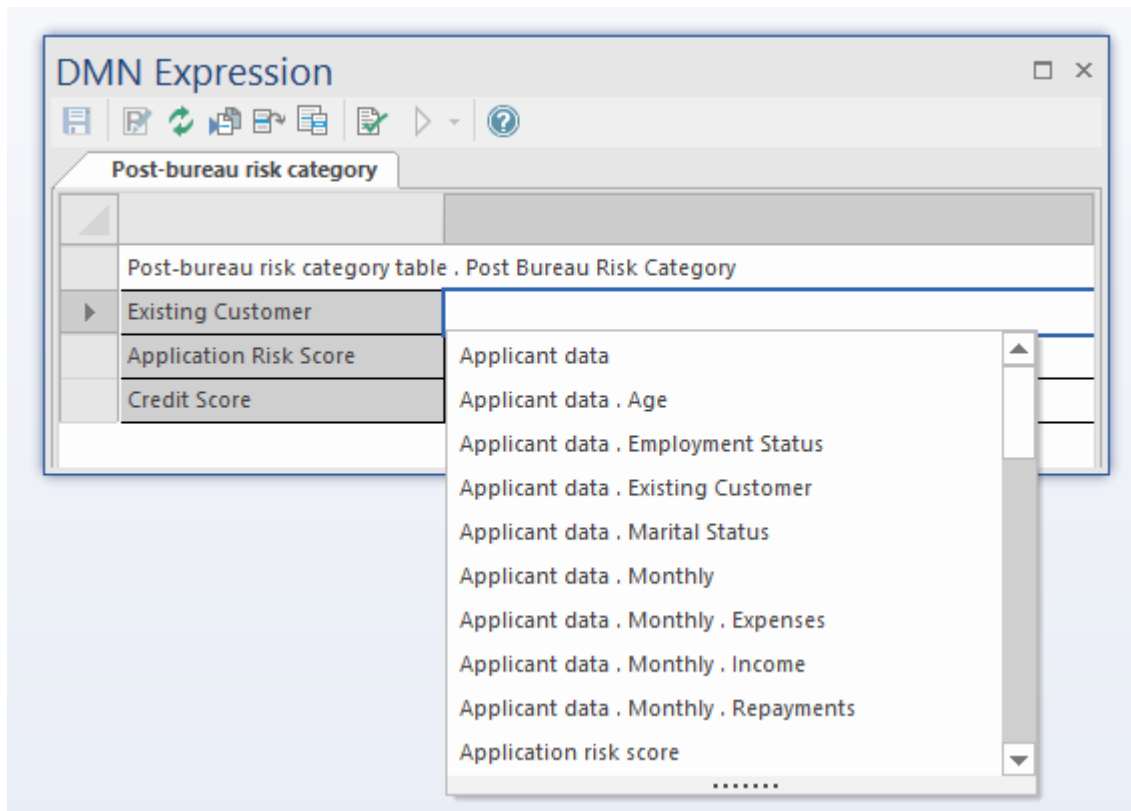 DMN Expression
Post-bureau risk category
Post-bureau risk category table . Post Bureau Risk Category
Existing Customer
Application Risk Score
Credit Score
Applicant data
Applicant data . Age
Applicant data . Employment Status
Applicant data . Existing Customer
Applicant data . Marital Status
Applicant data . Monthly
Applicant data . Monthly . Expenses
Applicant data . Monthly . Income
Applicant data . Monthly . Repayments
Application risk score